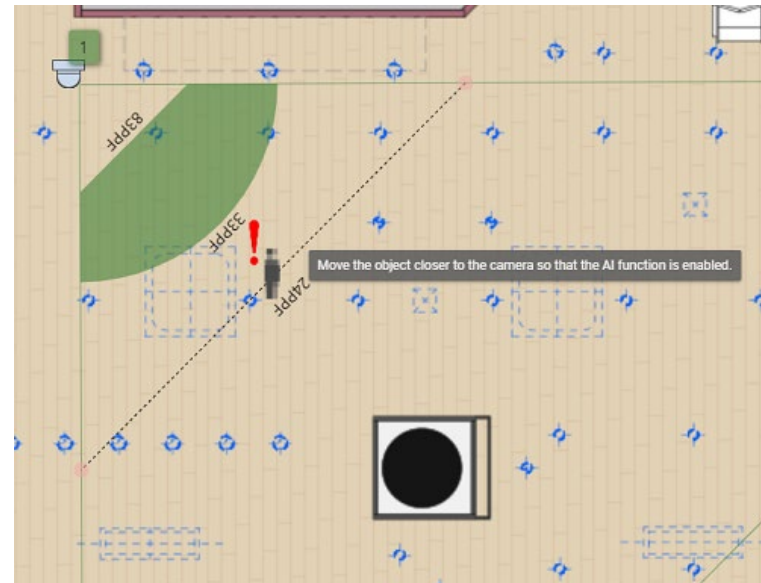 1
83PPF
33PPF
Move the object closer to the camera so that the AI function is enabled.
24PPF